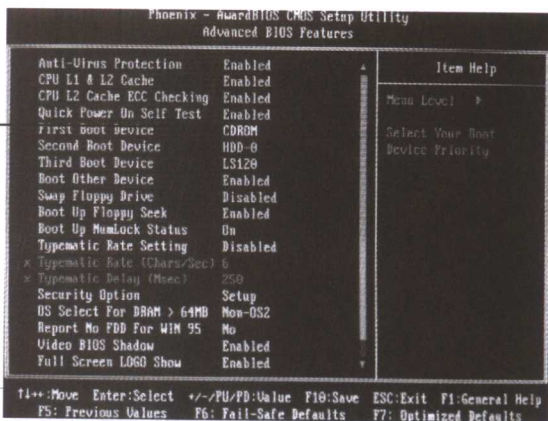 Phoenix - AwardBIOS CMOS Setup Utility
Advanced BIOS Features
Anti-Virus Protection Enabled
CPU L1 & L2 Cache Enabled
CPU L2 Cache ECC Checking Enabled
Quick Power On Self Test Enabled
First Boot Device CDROM
Second Boot Device HDD-0
Third Boot Device LS120
Boot Other Device Enabled
Swap Floppy Drive Disabled
Boot Up Floppy Seek Enabled
Boot Up NumLock Status On
Typematic Rate Setting Disabled
x Typematic Rate (Chars/Sec) 6
x Typematic Delay (Msec) 250
Security Option Setup
OS Select For DRAM > 64MB Non-OS2
Report No FDD For WIN 95 No
Video BIOS Shadow Enabled
Full Screen LOGO Show Enabled
Item Help
Menu Level
Select Your Boot
Device Priority
↑↓→←:Move Enter:Select +/-/PU/PD:Value F10:Save ESC:Exit F1:General Help
F5: Previous Values F6: Fail-Safe Defaults F7: Optimized Defaults